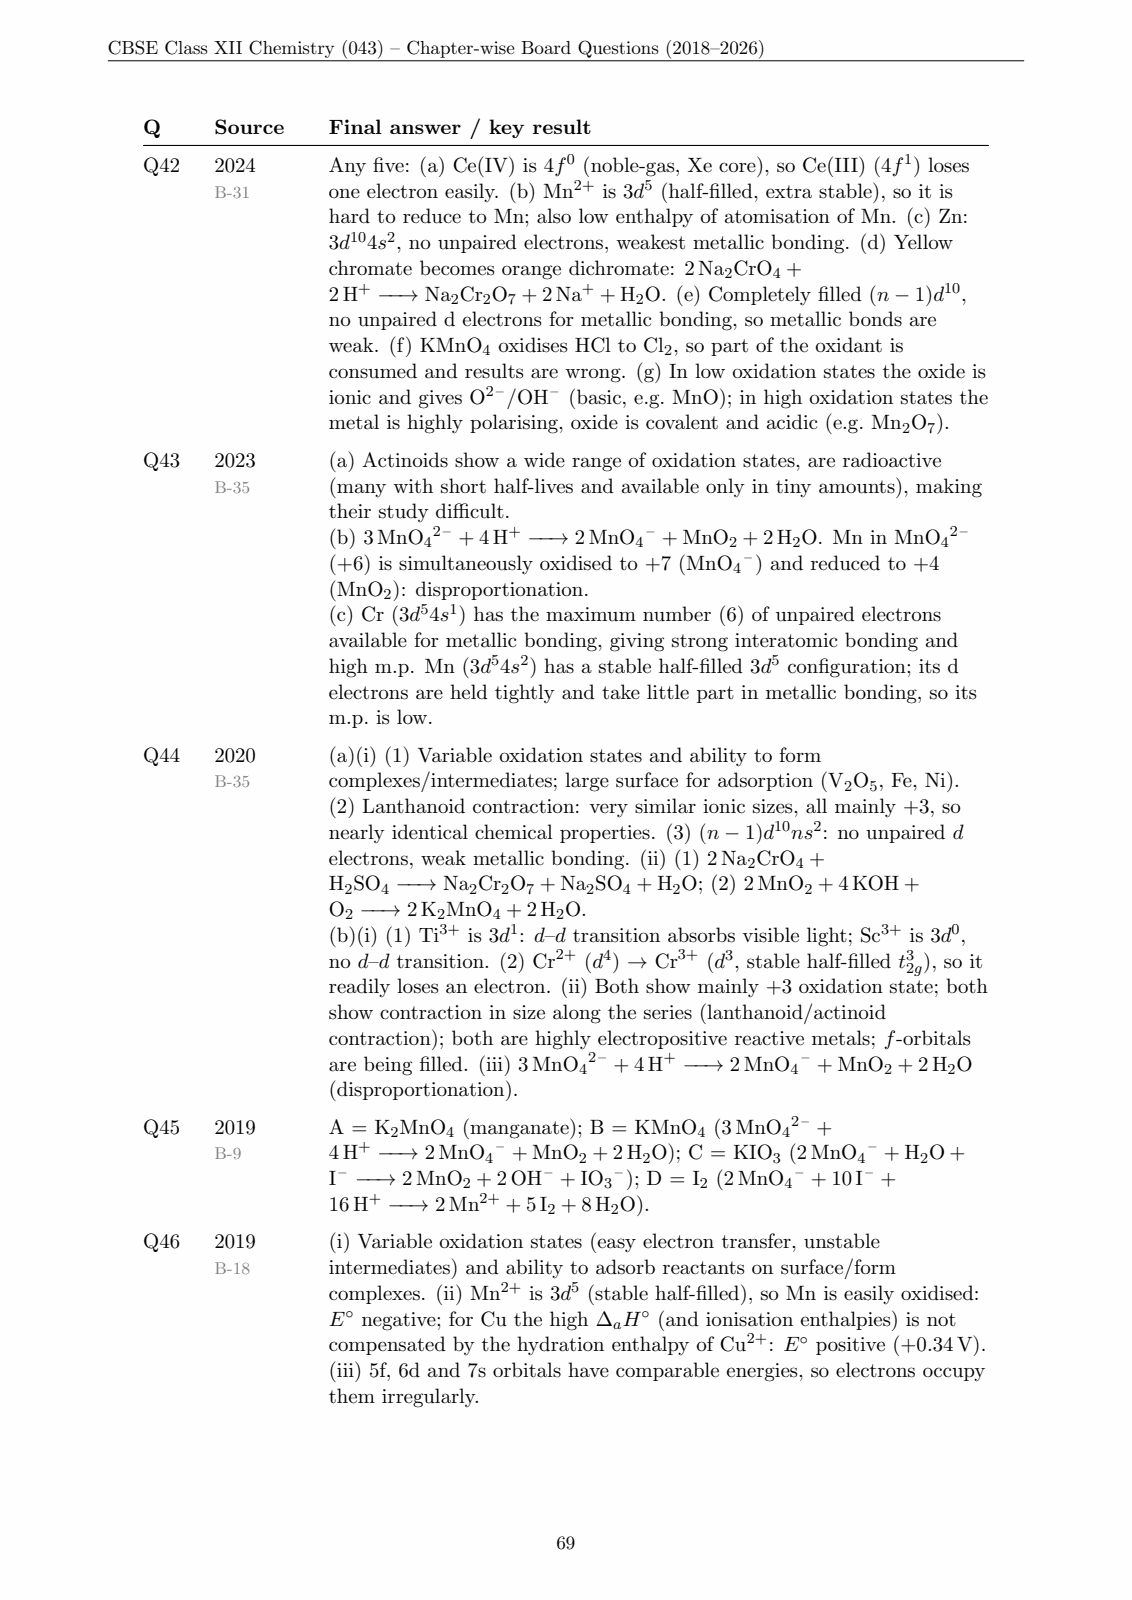 CBSE Class XII Chemistry (043) – Chapter-wise Board Questions (2018–2026)
Q Source Final answer / key result
Q42 2024 Any five: (a) Ce(IV) is 4f⁰ (noble-gas, Xe core), so Ce(III) (4f¹) loses
B-31 one electron easily. (b) Mn²⁺ is 3d⁵ (half-filled, extra stable), so it is
hard to reduce to Mn; also low enthalpy of atomisation of Mn. (c) Zn:
3d¹⁰4s², no unpaired electrons, weakest metallic bonding. (d) Yellow
chromate becomes orange dichromate: 2 Na₂CrO₄ +
2 H⁺ ⟶ Na₂Cr₂O₇ + 2 Na⁺ + H₂O. (e) Completely filled (n − 1)d¹⁰,
no unpaired d electrons for metallic bonding, so metallic bonds are
weak. (f) KMnO₄ oxidises HCl to Cl₂, so part of the oxidant is
consumed and results are wrong. (g) In low oxidation states the oxide is
ionic and gives O²⁻/OH⁻ (basic, e.g. MnO); in high oxidation states the
metal is highly polarising, oxide is covalent and acidic (e.g. Mn₂O₇).
Q43 2023 (a) Actinoids show a wide range of oxidation states, are radioactive
B-35 (many with short half-lives and available only in tiny amounts), making
their study difficult.
(b) 3 MnO₄²⁻ + 4 H⁺ ⟶ 2 MnO₄⁻ + MnO₂ + 2 H₂O. Mn in MnO₄²⁻
(+6) is simultaneously oxidised to +7 (MnO₄⁻) and reduced to +4
(MnO₂): disproportionation.
(c) Cr (3d⁵4s¹) has the maximum number (6) of unpaired electrons
available for metallic bonding, giving strong interatomic bonding and
high m.p. Mn (3d⁵4s²) has a stable half-filled 3d⁵ configuration; its d
electrons are held tightly and take little part in metallic bonding, so its
m.p. is low.
Q44 2020 (a)(i) (1) Variable oxidation states and ability to form
B-35 complexes/intermediates; large surface for adsorption (V₂O₅, Fe, Ni).
(2) Lanthanoid contraction: very similar ionic sizes, all mainly +3, so
nearly identical chemical properties. (3) (n − 1)d¹⁰ns²: no unpaired d
electrons, weak metallic bonding. (ii) (1) 2 Na₂CrO₄ +
H₂SO₄ ⟶ Na₂Cr₂O₇ + Na₂SO₄ + H₂O; (2) 2 MnO₂ + 4 KOH +
O₂ ⟶ 2 K₂MnO₄ + 2 H₂O.
(b)(i) (1) Ti³⁺ is 3d¹: d–d transition absorbs visible light; Sc³⁺ is 3d⁰,
no d–d transition. (2) Cr²⁺ (d⁴) → Cr³⁺ (d³, stable half-filled t₂g³), so it
readily loses an electron. (ii) Both show mainly +3 oxidation state; both
show contraction in size along the series (lanthanoid/actinoid
contraction); both are highly electropositive reactive metals; f-orbitals
are being filled. (iii) 3 MnO₄²⁻ + 4 H⁺ ⟶ 2 MnO₄⁻ + MnO₂ + 2 H₂O
(disproportionation).
Q45 2019 A = K₂MnO₄ (manganate); B = KMnO₄ (3 MnO₄²⁻ +
B-9 4 H⁺ ⟶ 2 MnO₄⁻ + MnO₂ + 2 H₂O); C = KIO₃ (2 MnO₄⁻ + H₂O +
I⁻ ⟶ 2 MnO₂ + 2 OH⁻ + IO₃⁻); D = I₂ (2 MnO₄⁻ + 10 I⁻ +
16 H⁺ ⟶ 2 Mn²⁺ + 5 I₂ + 8 H₂O).
Q46 2019 (i) Variable oxidation states (easy electron transfer, unstable
B-18 intermediates) and ability to adsorb reactants on surface/form
complexes. (ii) Mn²⁺ is 3d⁵ (stable half-filled), so Mn is easily oxidised:
E° negative; for Cu the high ΔₐH° (and ionisation enthalpies) is not
compensated by the hydration enthalpy of Cu²⁺: E° positive (+0.34 V).
(iii) 5f, 6d and 7s orbitals have comparable energies, so electrons occupy
them irregularly.
69